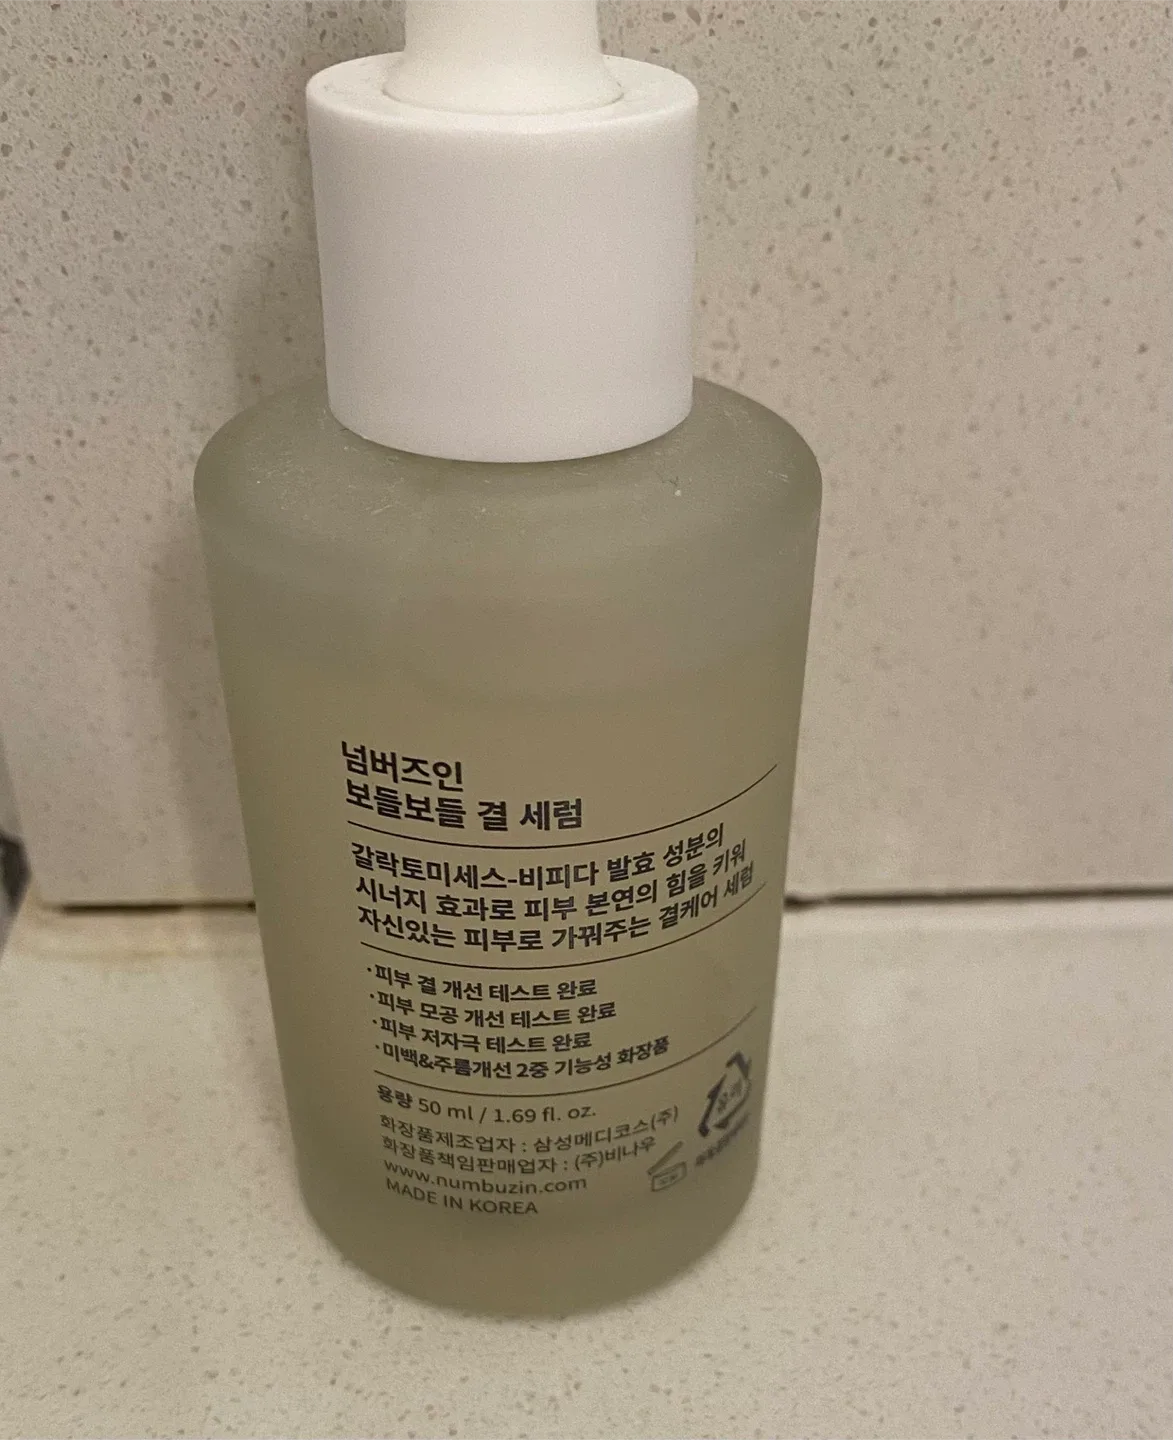 넘버즈인
보들보들 결 세럼
갈락토미세스-비피다 발효 성분의
시너지 효과로 피부 본연의 힘을 키워
자신있는 피부로 가꿔주는 결케어 세럼
·피부 결 개선 테스트 완료
·피부 모공 개선 테스트 완료
·피부 저자극 테스트 완료
·미백&주름개선 2중 기능성 화장품
용량 50 ml / 1.69 fl. oz.
화장품제조업자 : 삼성메디코스(주)
화장품책임판매업자 : (주)비나우
www.numbuzin.com
MADE IN KOREA
유리